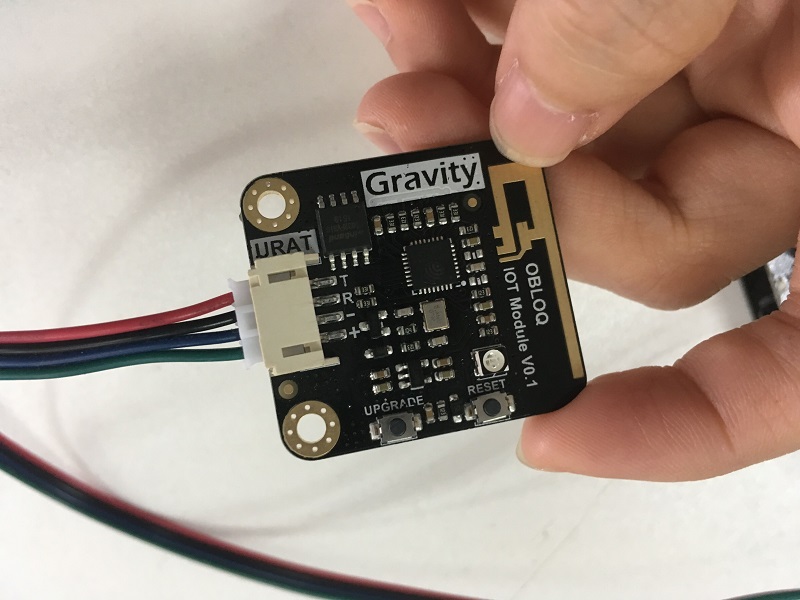 Gravity
URAT
T
R
-
+
OBLOQ
IOT Module V0.1
UPGRADE
RESET